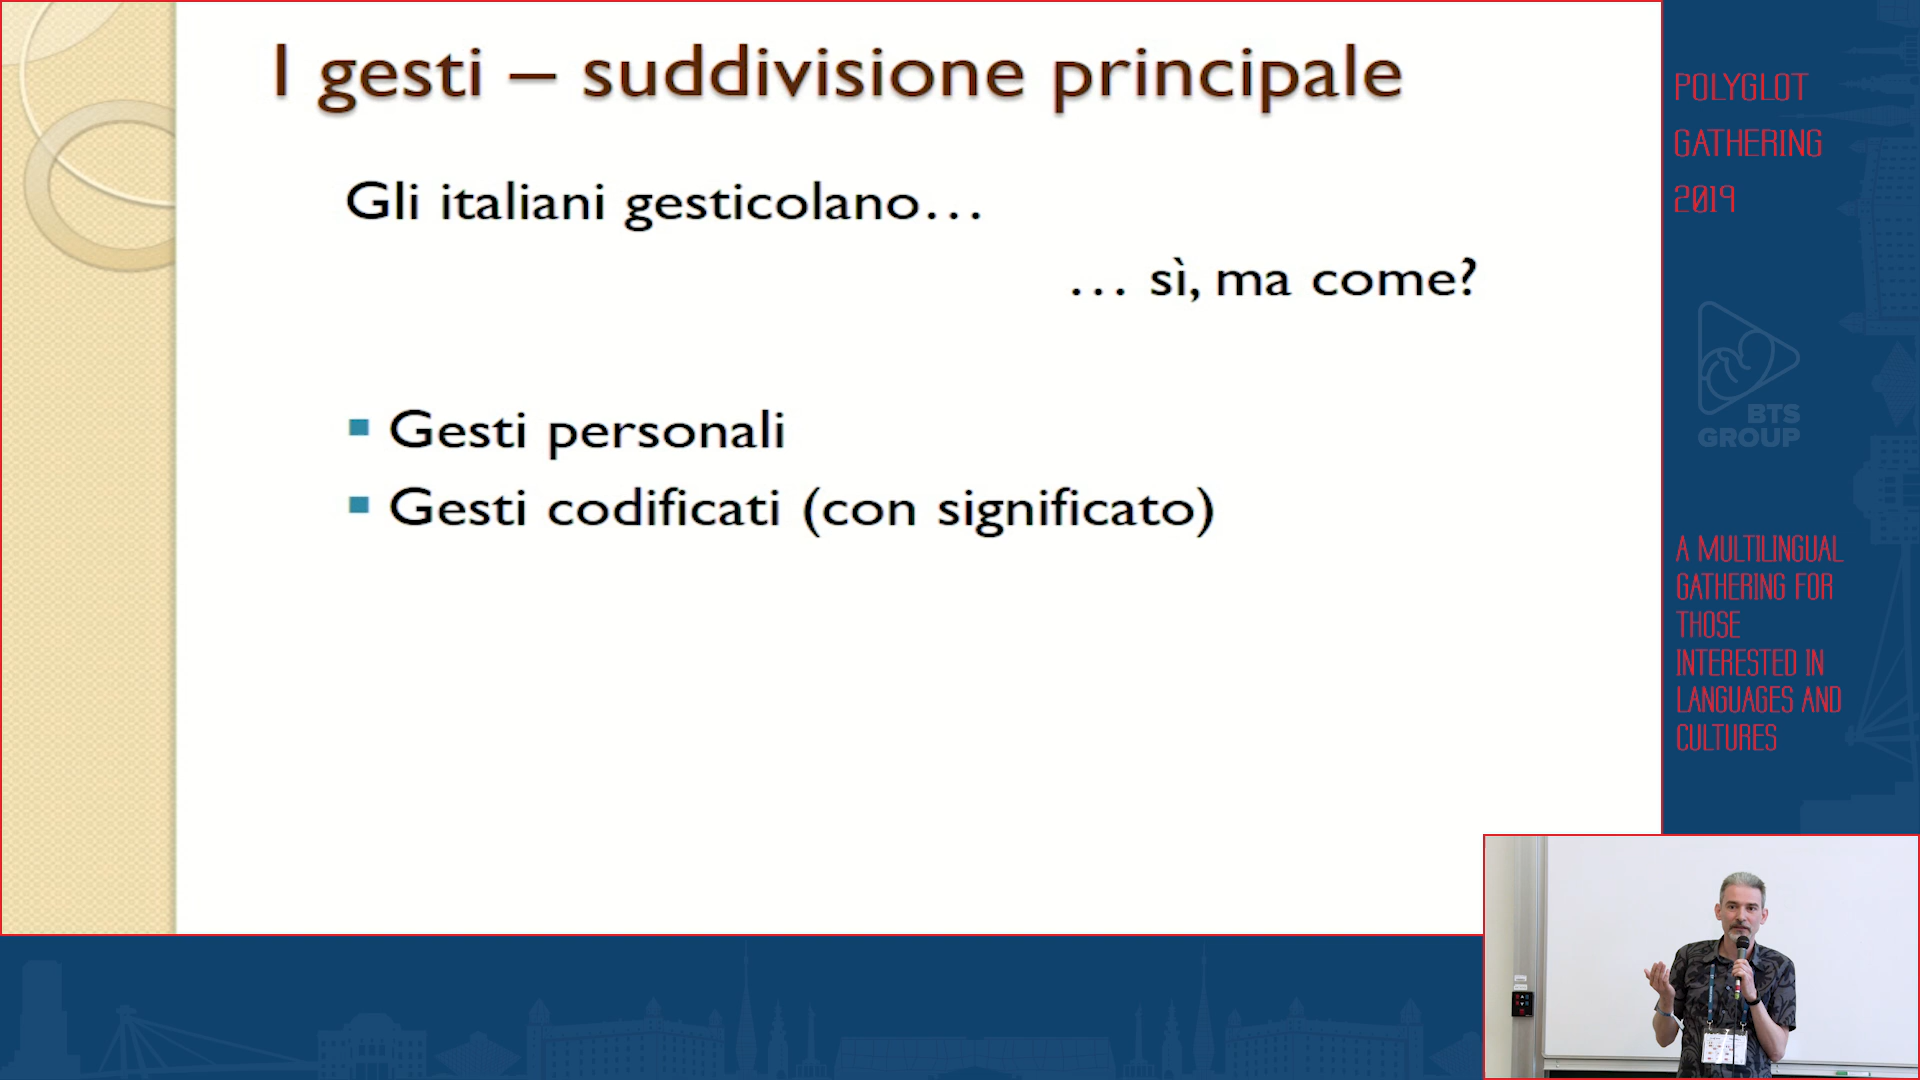 I gesti – suddivisione principale
Gli italiani gesticolano…
… sì, ma come?
Gesti personali
Gesti codificati (con significato)
POLYGLOT
GATHERING
2019
BTS
GROUP
A MULTILINGUAL
GATHERING FOR
THOSE
INTERESTED IN
LANGUAGES AND
CULTURES